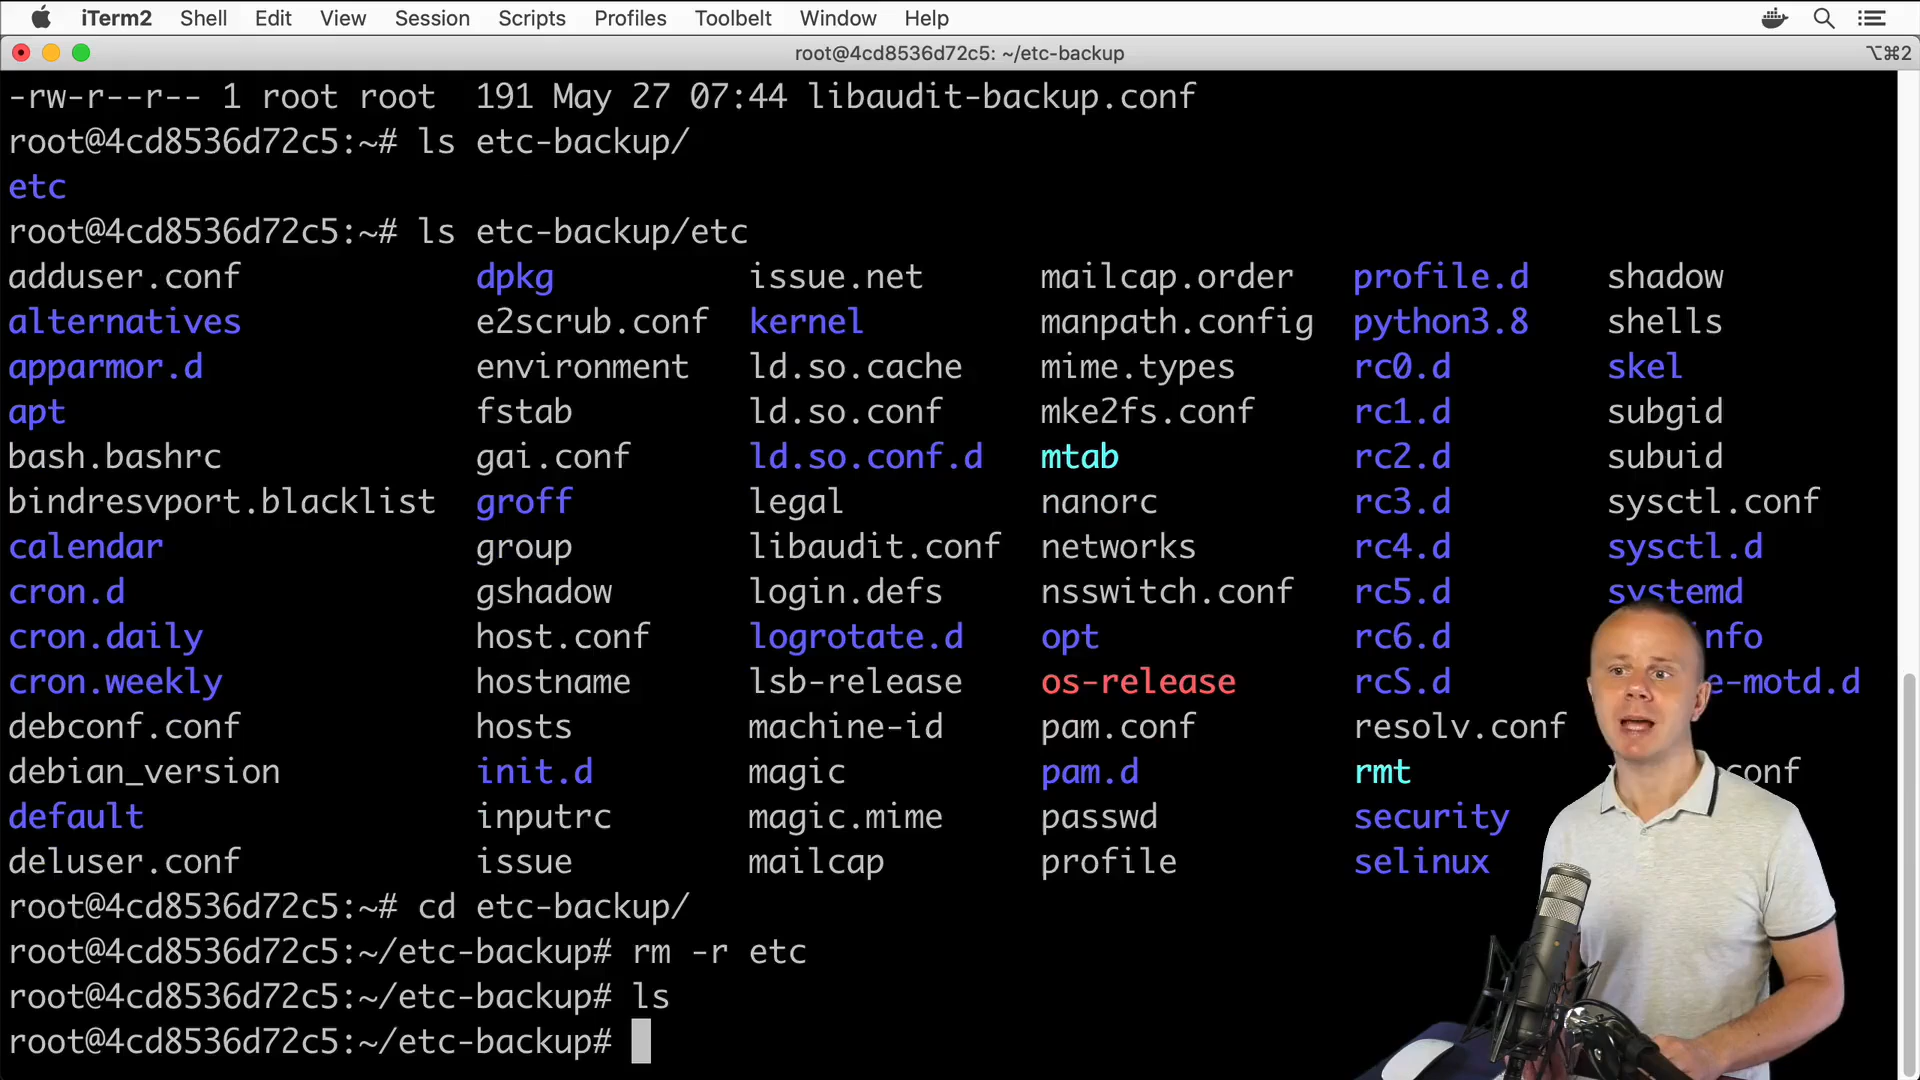 iTerm2 Shell Edit View Session Scripts Profiles Toolbelt Window Help
root@4cd8536d72c5: ~/etc-backup ⌥⌘2
-rw-r--r-- 1 root root  191 May 27 07:44 libaudit-backup.conf
root@4cd8536d72c5:~# ls etc-backup/
etc
root@4cd8536d72c5:~# ls etc-backup/etc
adduser.conf dpkg issue.net mailcap.order profile.d shadow
alternatives e2scrub.conf kernel manpath.config python3.8 shells
apparmor.d environment ld.so.cache mime.types rc0.d skel
apt fstab ld.so.conf mke2fs.conf rc1.d subgid
bash.bashrc gai.conf ld.so.conf.d mtab rc2.d subuid
bindresvport.blacklist groff legal nanorc rc3.d sysctl.conf
calendar group libaudit.conf networks rc4.d sysctl.d
cron.d gshadow login.defs nsswitch.conf rc5.d systemd
cron.daily host.conf logrotate.d opt rc6.d info
cron.weekly hostname lsb-release os-release rcS.d e-motd.d
debconf.conf hosts machine-id pam.conf resolv.conf
debian_version init.d magic pam.d rmt conf
default inputrc magic.mime passwd security
deluser.conf issue mailcap profile selinux
root@4cd8536d72c5:~# cd etc-backup/
root@4cd8536d72c5:~/etc-backup# rm -r etc
root@4cd8536d72c5:~/etc-backup# ls
root@4cd8536d72c5:~/etc-backup#